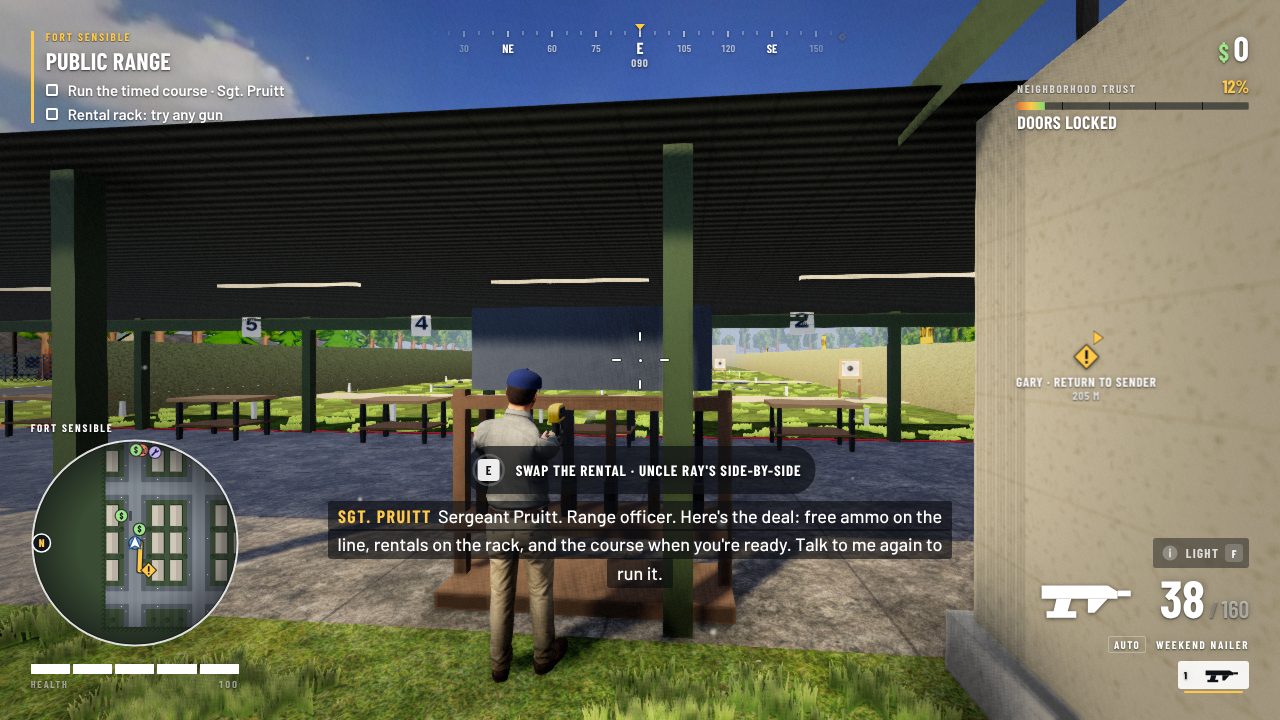 FORT SENSIBLE
PUBLIC RANGE
Run the timed course · Sgt. Pruitt
Rental rack: try any gun
30 NE 60 75 E 105 120 SE 150
090
$ 0
NEIGHBORHOOD TRUST 12%
DOORS LOCKED
5 4 2
GARY · RETURN TO SENDER
205 M
FORT SENSIBLE
N
E SWAP THE RENTAL · UNCLE RAY'S SIDE-BY-SIDE
SGT. PRUITT Sergeant Pruitt. Range officer. Here's the deal: free ammo on the
line, rentals on the rack, and the course when you're ready. Talk to me again to
run it.
LIGHT F
38 / 160
AUTO WEEKEND NAILER
1
HEALTH 100